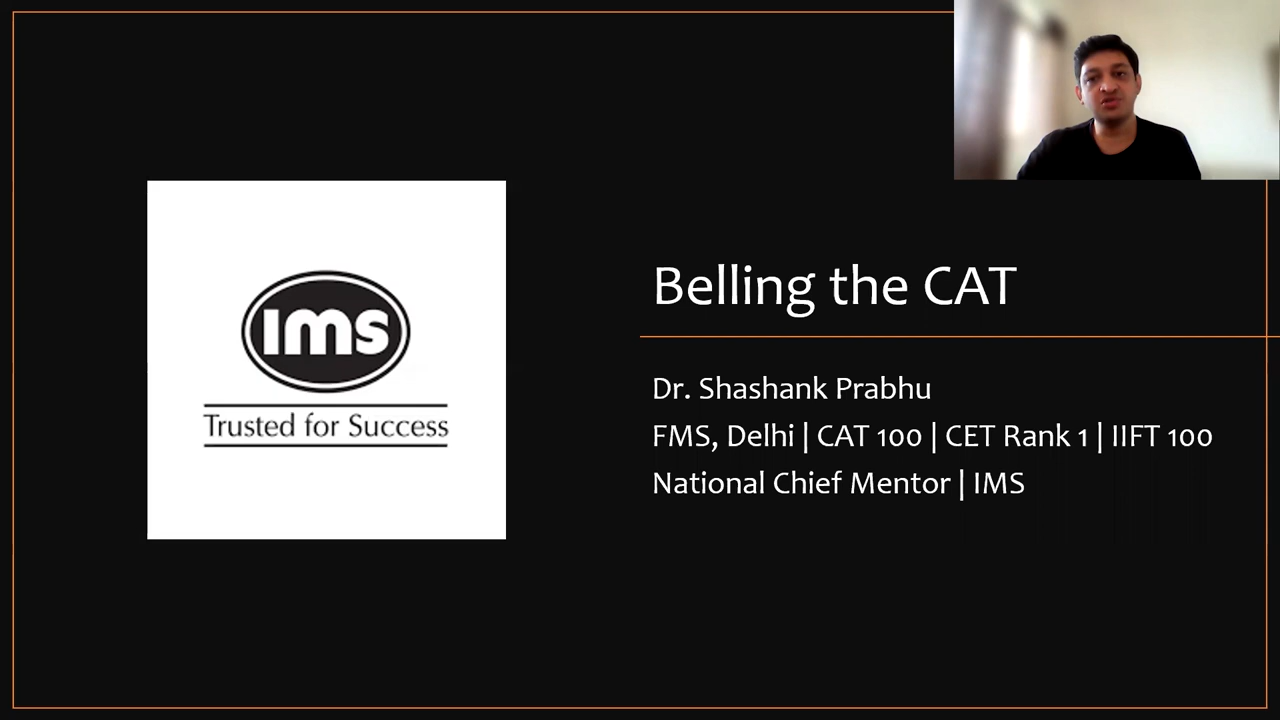 ims
Trusted for Success
Belling the CAT
Dr. Shashank Prabhu
FMS, Delhi | CAT 100 | CET Rank 1 | IIFT 100
National Chief Mentor | IMS